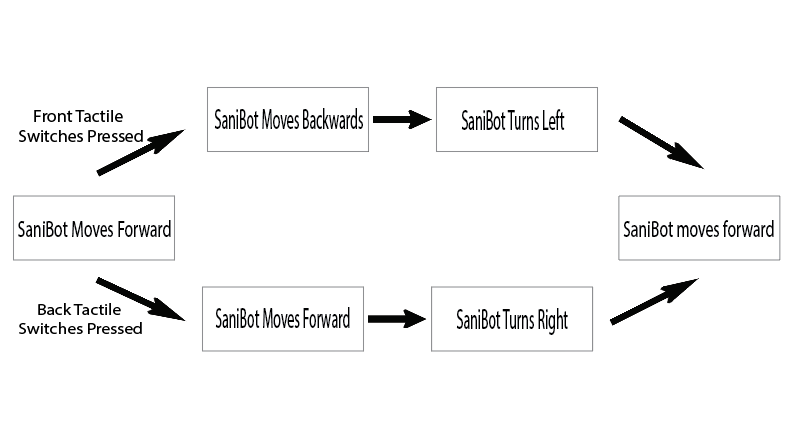 Front Tactile
Switches Pressed
SaniBot Moves Backwards
SaniBot Turns Left
SaniBot Moves Forward
SaniBot moves forward
Back Tactile
Switches Pressed
SaniBot Moves Forward
SaniBot Turns Right